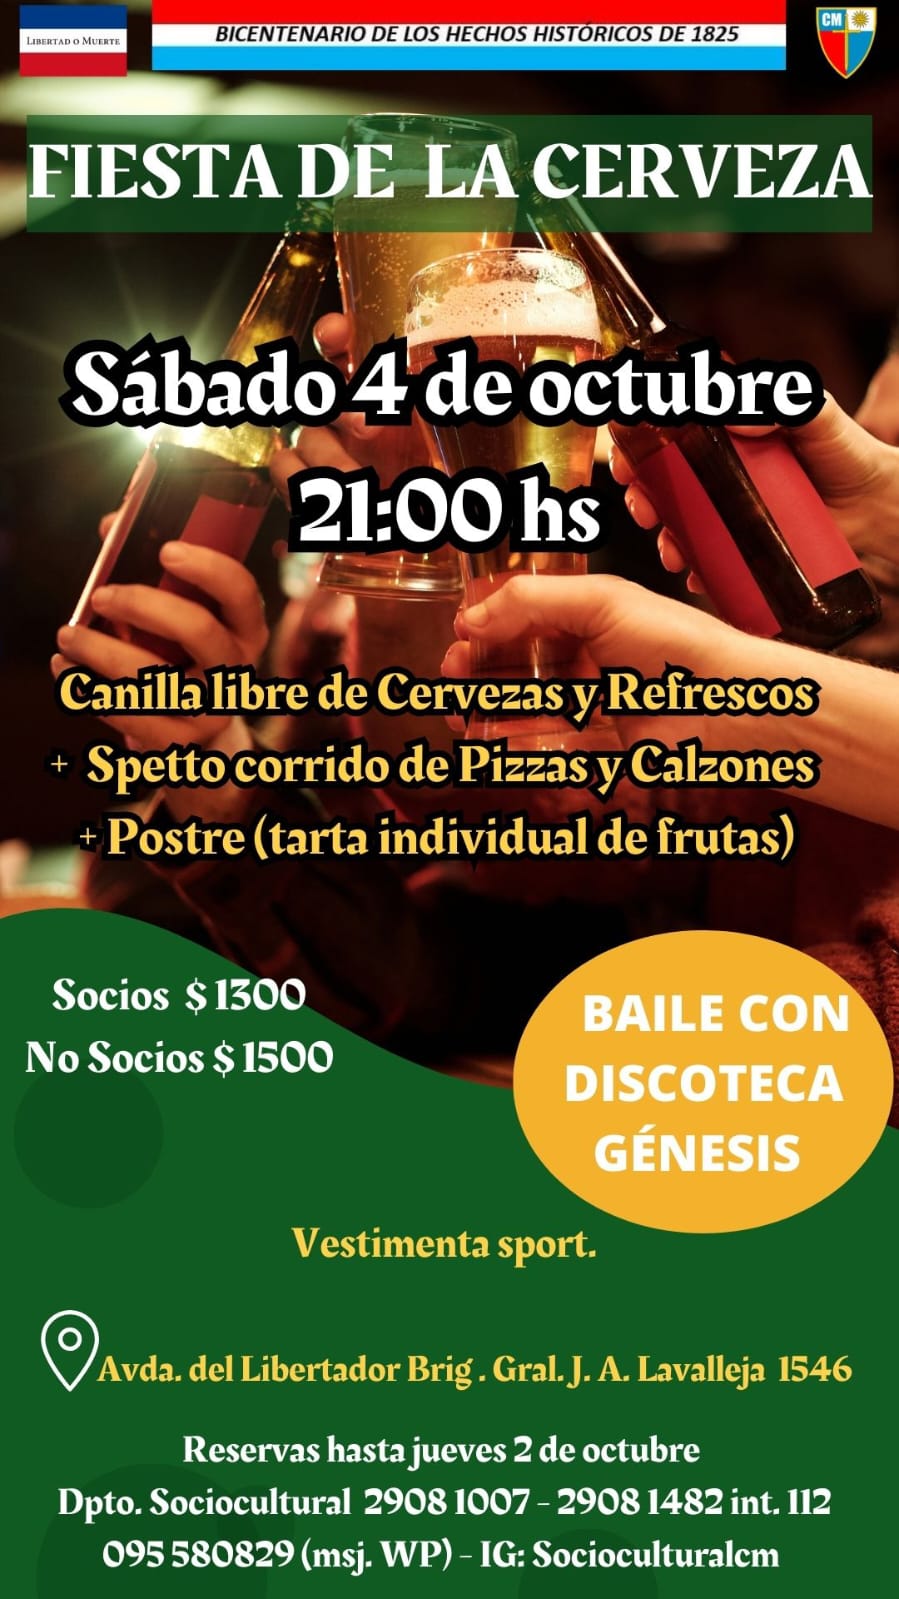 LIBERTAD O MUERTE
BICENTENARIO DE LOS HECHOS HISTÓRICOS DE 1825
CM
FIESTA DE LA CERVEZA
Sábado 4 de octubre
21:00 hs
Canilla libre de Cervezas y Refrescos
+ Spetto corrido de Pizzas y Calzones
+ Postre (tarta individual de frutas)
Socios $ 1300
No Socios $ 1500
BAILE CON
DISCOTECA
GÉNESIS
Vestimenta sport.
Avda. del Libertador Brig . Gral. J. A. Lavalleja 1546
Reservas hasta jueves 2 de octubre
Dpto. Sociocultural 2908 1007 - 2908 1482 int. 112
095 580829 (msj. WP) - IG: Socioculturalcm